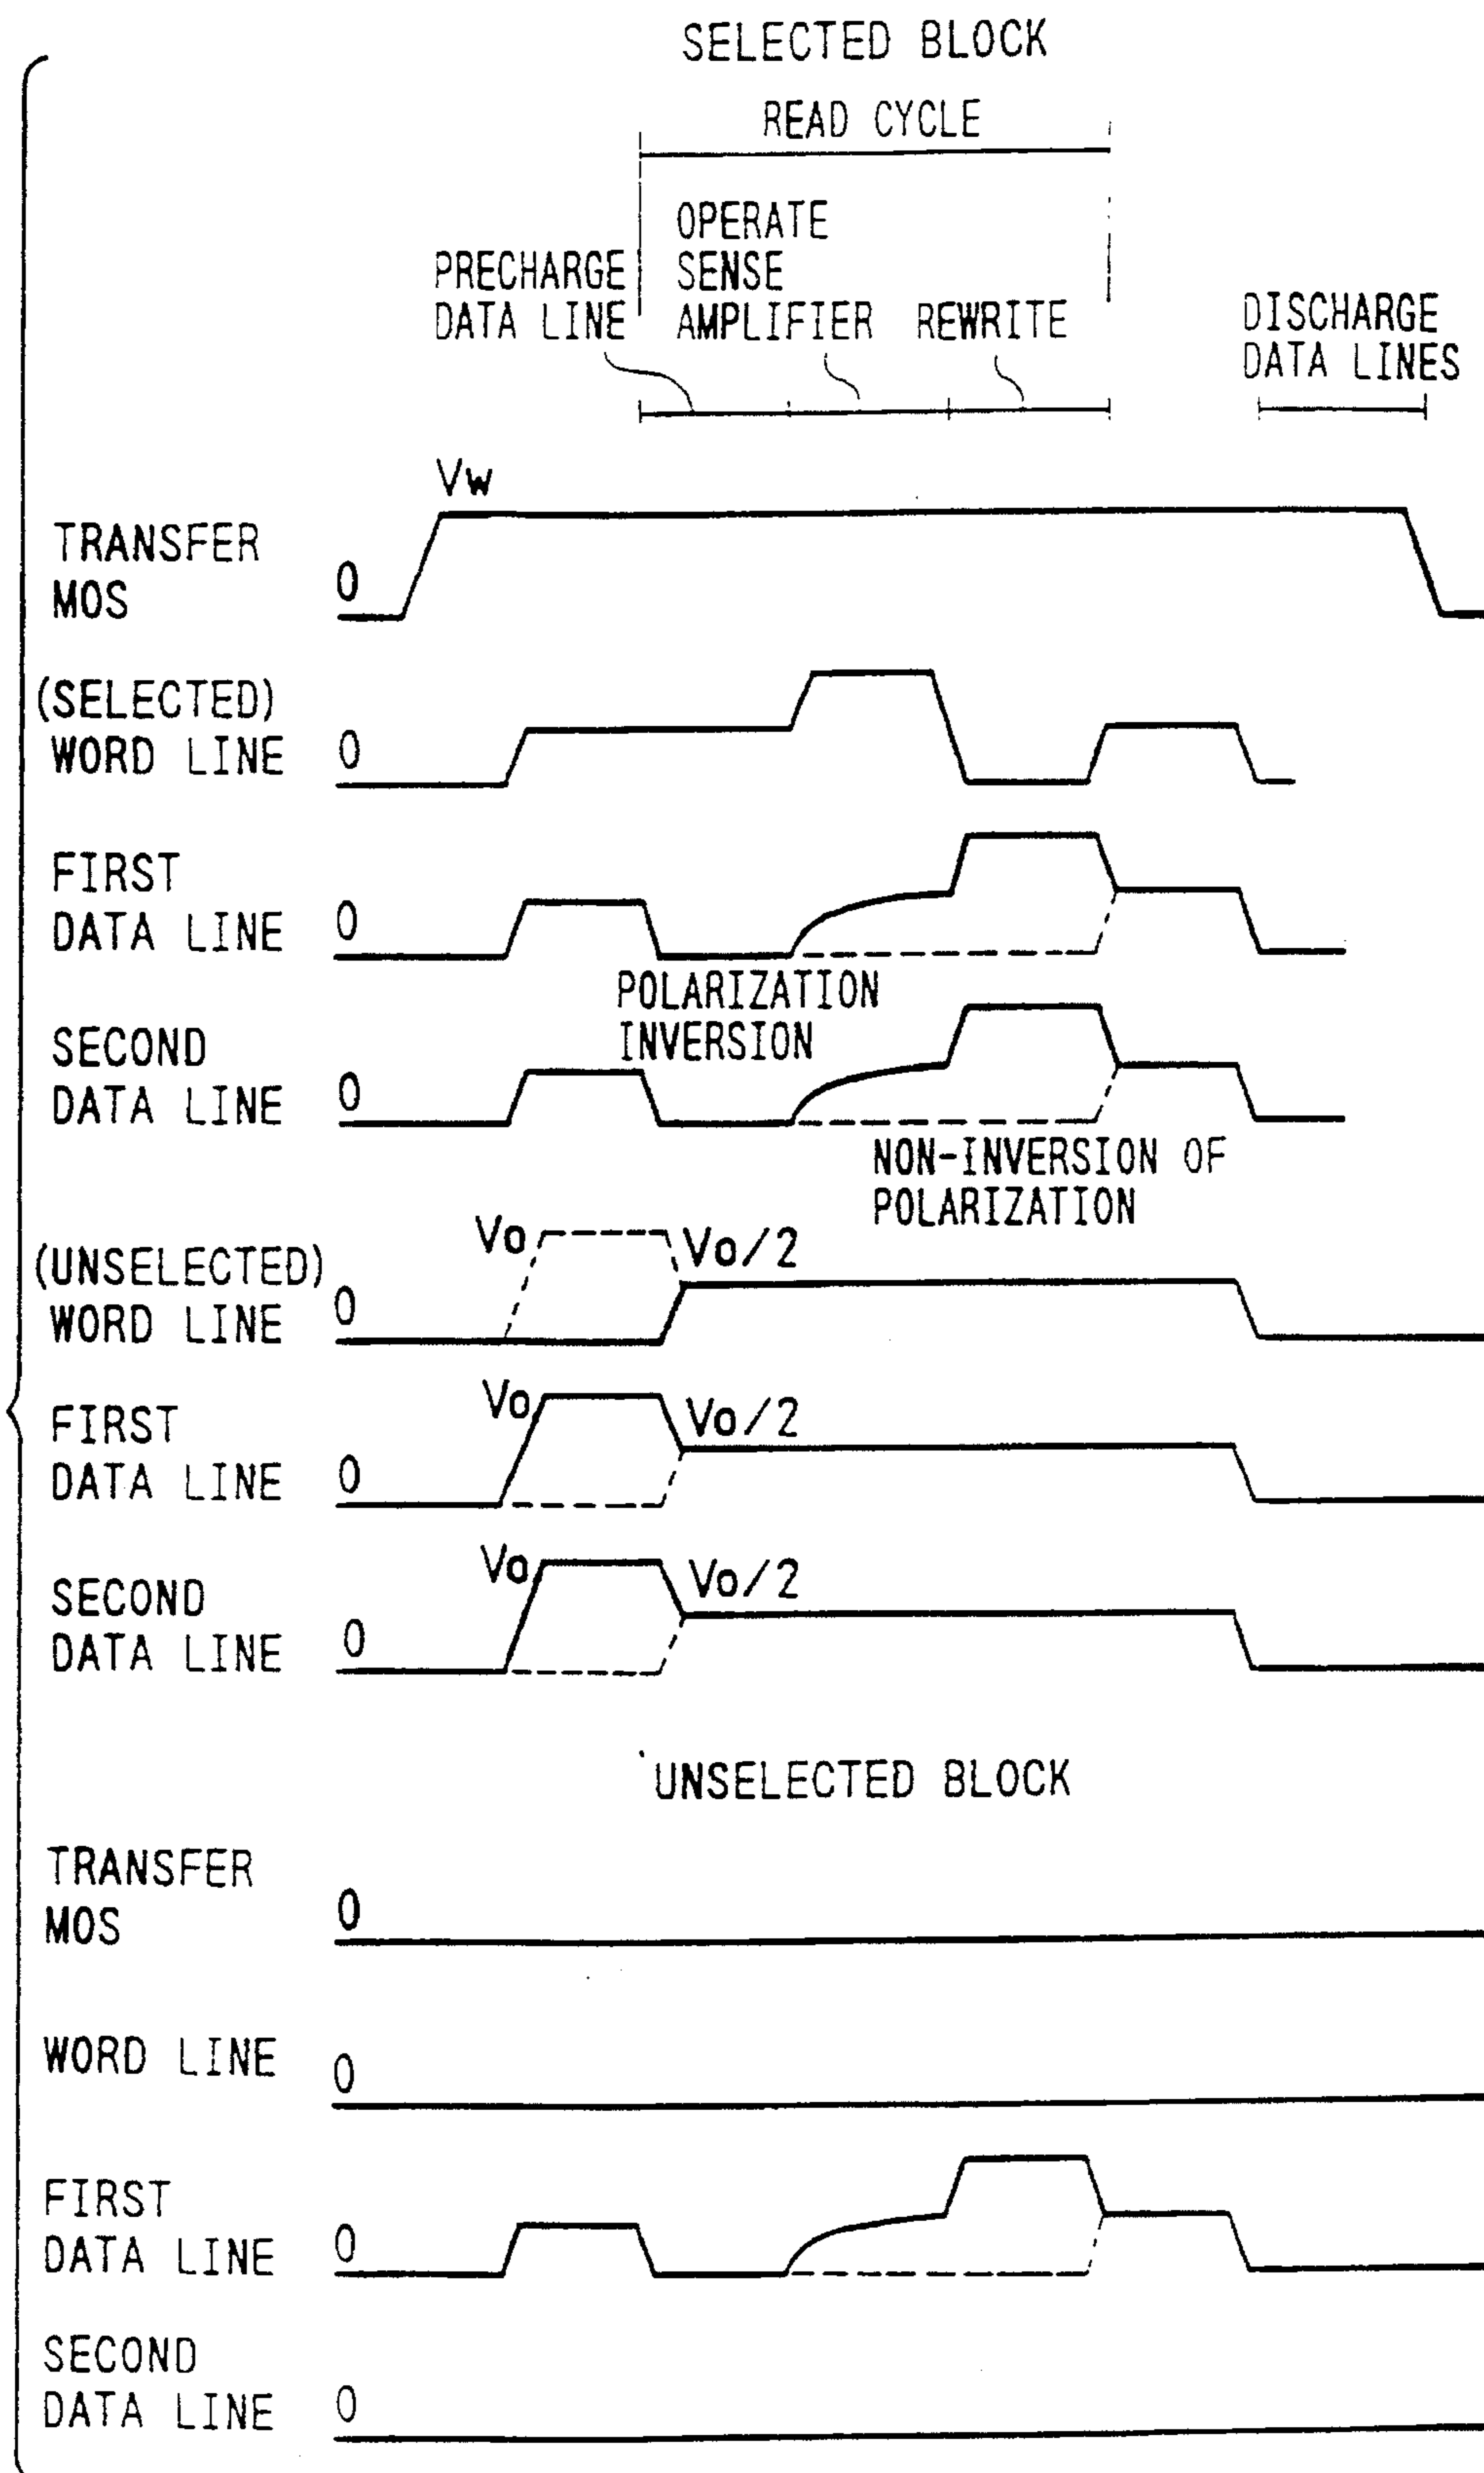 SELECTED BLOCK
READ CYCLE
OPERATE
SENSE
AMPLIFIER
PRECHARGE
DATA LINE
REWRITE
DISCHARGE
DATA LINES
Vw
TRANSFER
MOS
0
(SELECTED)
WORD LINE
0
FIRST
DATA LINE
0
POLARIZATION
INVERSION
SECOND
DATA LINE
0
NON-INVERSION OF
POLARIZATION
(UNSELECTED)
WORD LINE
0
Vo
Vo/2
FIRST
DATA LINE
0
Vo
Vo/2
SECOND
DATA LINE
0
Vo
Vo/2
UNSELECTED BLOCK
TRANSFER
MOS
0
WORD LINE
0
FIRST
DATA LINE
0
SECOND
DATA LINE
0